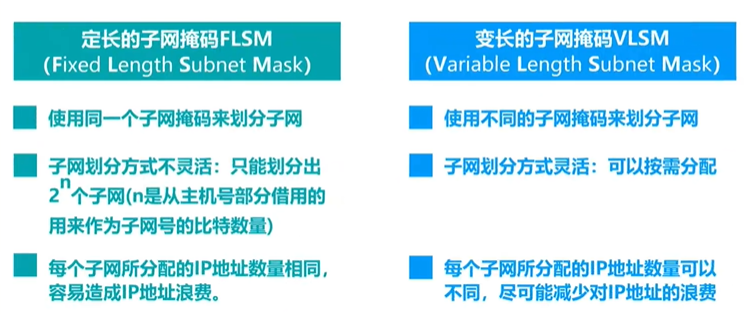 定长的子网掩码FLSM
(Fixed Length Subnet Mask)
使用同一个子网掩码来划分子网
子网划分方式不灵活：只能划分出
2^n个子网(n是从主机号部分借用的
用来作为子网号的比特数量)
每个子网所分配的IP地址数量相同，
容易造成IP地址浪费。
变长的子网掩码VLSM
(Variable Length Subnet Mask)
使用不同的子网掩码来划分子网
子网划分方式灵活：可以按需分配
每个子网所分配的IP地址数量可以
不同，尽可能减少对IP地址的浪费